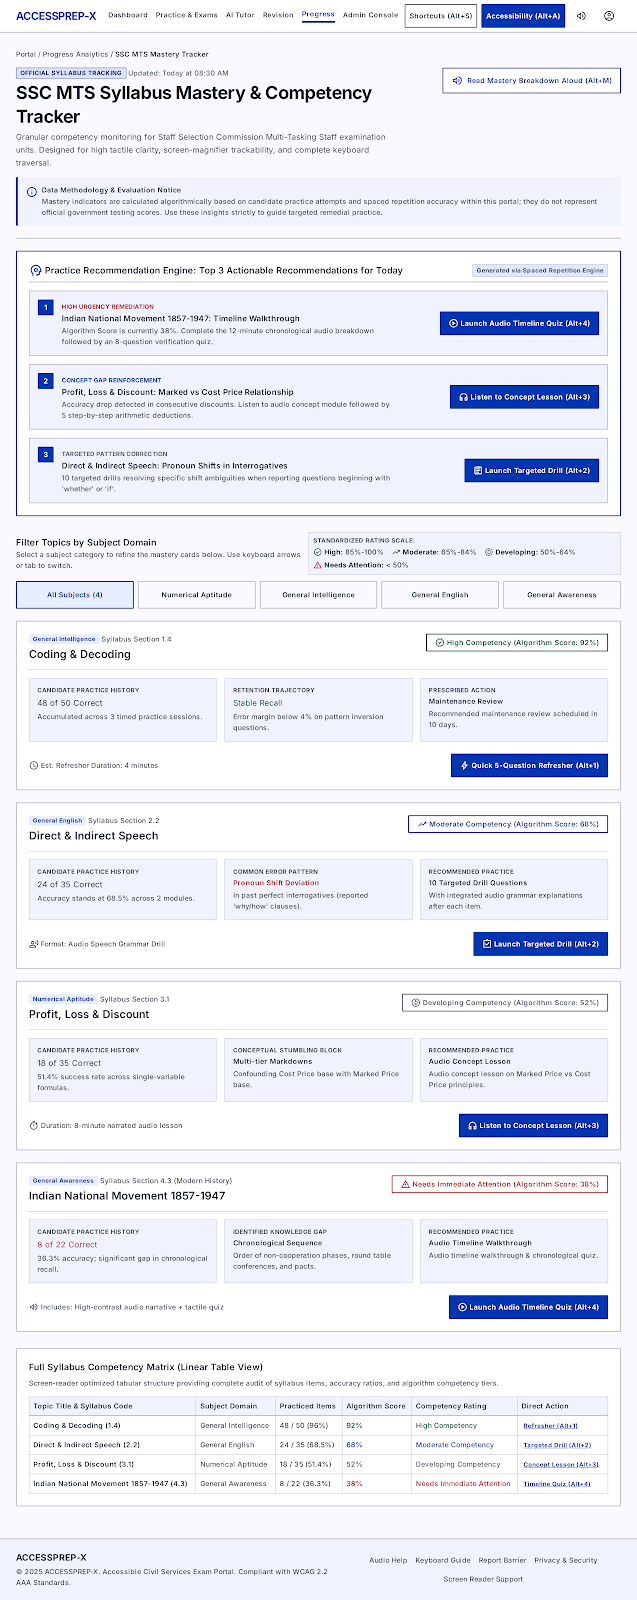 ACCESSPREP-X
Dashboard
Practice & Exams
AI Tutor
Revision
Progress
Admin Console
Shortcuts (Alt+S)
Accessibility (Alt+A)
Portal / Progress Analytics / SSC MTS Mastery Tracker
OFFICIAL SYLLABUS TRACKING Updated: Today at 08:30 AM
SSC MTS Syllabus Mastery & Competency
Tracker
Granular competency monitoring for Staff Selection Commission Multi-Tasking Staff examination
units. Designed for high tactile clarity, screen-magnifier trackability, and complete keyboard
traversal.
Read Mastery Breakdown Aloud (Alt+M)
Data Methodology & Evaluation Notice
Mastery indicators are calculated algorithmically based on candidate practice attempts and spaced repetition accuracy within this portal; they do not represent
official government testing scores. Use these insights strictly to guide targeted remedial practice.
Practice Recommendation Engine: Top 3 Actionable Recommendations for Today
Generated via Spaced Repetition Engine
1
HIGH URGENCY REMEDIATION
Indian National Movement 1857-1947: Timeline Walkthrough
Algorithm Score is currently 38%. Complete the 12-minute chronological audio breakdown
followed by an 8-question verification quiz.
Launch Audio Timeline Quiz (Alt+4)
2
CONCEPT GAP REINFORCEMENT
Profit, Loss & Discount: Marked vs Cost Price Relationship
Accuracy drop detected in consecutive discounts. Listen to audio concept module followed by
5 step-by-step arithmetic deductions.
Listen to Concept Lesson (Alt+3)
3
TARGETED PATTERN CORRECTION
Direct & Indirect Speech: Pronoun Shifts in Interrogatives
10 targeted drills resolving specific shift ambiguities when reporting questions beginning with
'whether' or 'if'.
Launch Targeted Drill (Alt+2)
Filter Topics by Subject Domain
Select a subject category to refine the mastery cards below. Use keyboard arrows
or tab to switch.
STANDARDIZED RATING SCALE:
High: 85%-100%
Moderate: 65%-84%
Developing: 50%-64%
Needs Attention: < 50%
All Subjects (4)
Numerical Aptitude
General Intelligence
General English
General Awareness
General Intelligence Syllabus Section 1.4
Coding & Decoding
High Competency (Algorithm Score: 92%)
CANDIDATE PRACTICE HISTORY
48 of 50 Correct
Accumulated across 3 timed practice sessions.
RETENTION TRAJECTORY
Stable Recall
Error margin below 4% on pattern inversion
questions.
PRESCRIBED ACTION
Maintenance Review
Recommended maintenance review scheduled in
10 days.
Est. Refresher Duration: 4 minutes
Quick 5-Question Refresher (Alt+1)
General English Syllabus Section 2.2
Direct & Indirect Speech
Moderate Competency (Algorithm Score: 68%)
CANDIDATE PRACTICE HISTORY
24 of 35 Correct
Accuracy stands at 68.5% across 2 modules.
COMMON ERROR PATTERN
Pronoun Shift Deviation
In past perfect interrogatives (reported
'why/how' clauses).
RECOMMENDED PRACTICE
10 Targeted Drill Questions
With integrated audio grammar explanations
after each item.
Format: Audio Speech Grammar Drill
Launch Targeted Drill (Alt+2)
Numerical Aptitude Syllabus Section 3.1
Profit, Loss & Discount
Developing Competency (Algorithm Score: 52%)
CANDIDATE PRACTICE HISTORY
18 of 35 Correct
51.4% success rate across single-variable
formulas.
CONCEPTUAL STUMBLING BLOCK
Multi-tier Markdowns
Confounding Cost Price base with Marked Price
base.
RECOMMENDED PRACTICE
Audio Concept Lesson
Audio concept lesson on Marked Price vs Cost
Price principles.
Duration: 8-minute narrated audio lesson
Listen to Concept Lesson (Alt+3)
General Awareness Syllabus Section 4.3 (Modern History)
Indian National Movement 1857-1947
Needs Immediate Attention (Algorithm Score: 38%)
CANDIDATE PRACTICE HISTORY
8 of 22 Correct
36.3% accuracy; significant gap in chronological
recall.
IDENTIFIED KNOWLEDGE GAP
Chronological Sequence
Order of non-cooperation phases, round table
conferences, and pacts.
RECOMMENDED PRACTICE
Audio Timeline Walkthrough
Audio timeline walkthrough & chronological quiz.
Includes: High-contrast audio narrative + tactile quiz
Launch Audio Timeline Quiz (Alt+4)
Full Syllabus Competency Matrix (Linear Table View)
Screen-reader optimized tabular structure providing complete audit of syllabus items, accuracy ratios, and algorithm competency tiers.
Topic Title & Syllabus Code Subject Domain Practiced Items Algorithm Score Competency Rating Direct Action
Coding & Decoding (1.4) General Intelligence 48 / 50 (96%) 92% High Competency Refresher (Alt+1)
Direct & Indirect Speech (2.2) General English 24 / 35 (68.5%) 68% Moderate Competency Targeted Drill (Alt+2)
Profit, Loss & Discount (3.1) Numerical Aptitude 18 / 35 (51.4%) 52% Developing Competency Concept Lesson (Alt+3)
Indian National Movement 1857-1947 (4.3) General Awareness 8 / 22 (36.3%) 38% Needs Immediate Attention Timeline Quiz (Alt+4)
ACCESSPREP-X
© 2025 ACCESSPREP-X. Accessible Civil Services Exam Portal. Compliant with WCAG 2.2
AAA Standards.
Audio Help
Keyboard Guide
Report Barrier
Privacy & Security
Screen Reader Support